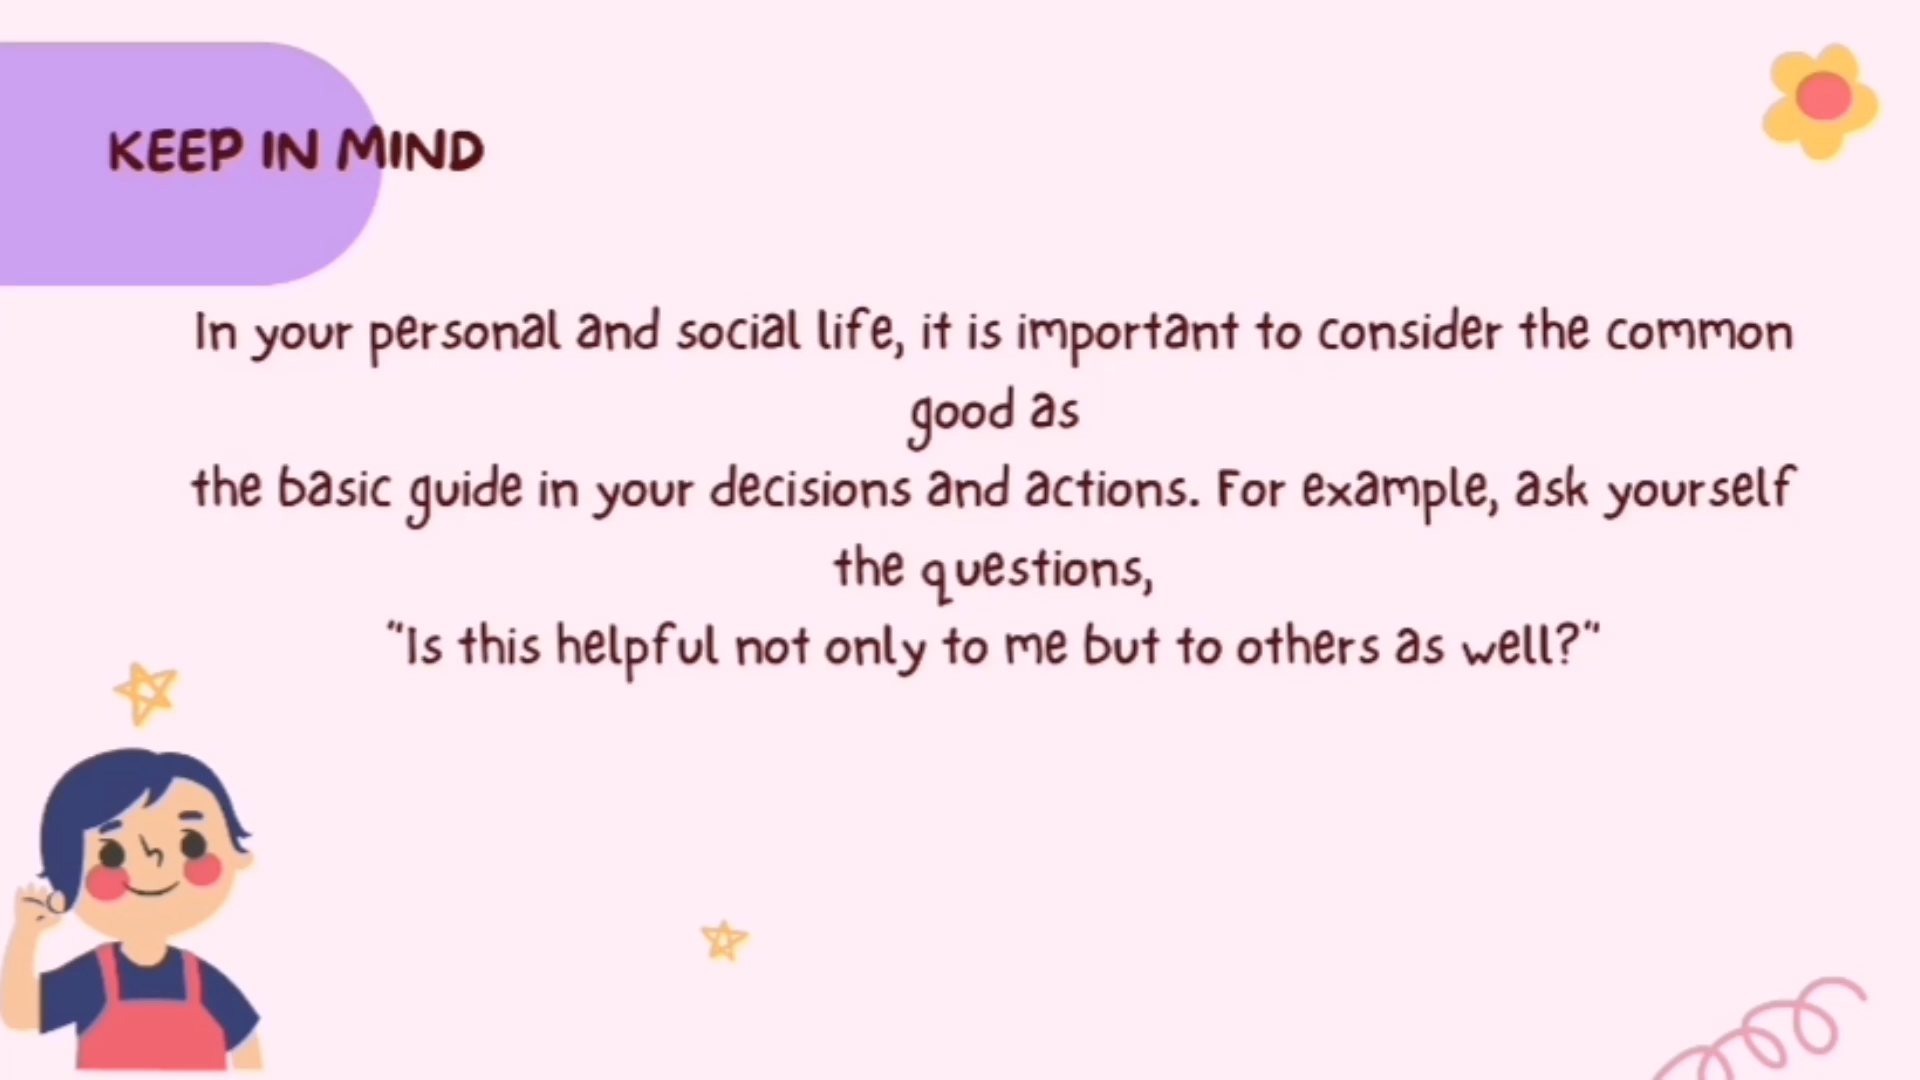 KEEP IN MIND
In your personal and social life, it is important to consider the common
good as
the basic guide in your decisions and actions. For example, ask yourself
the questions,
"Is this helpful not only to me but to others as well?"